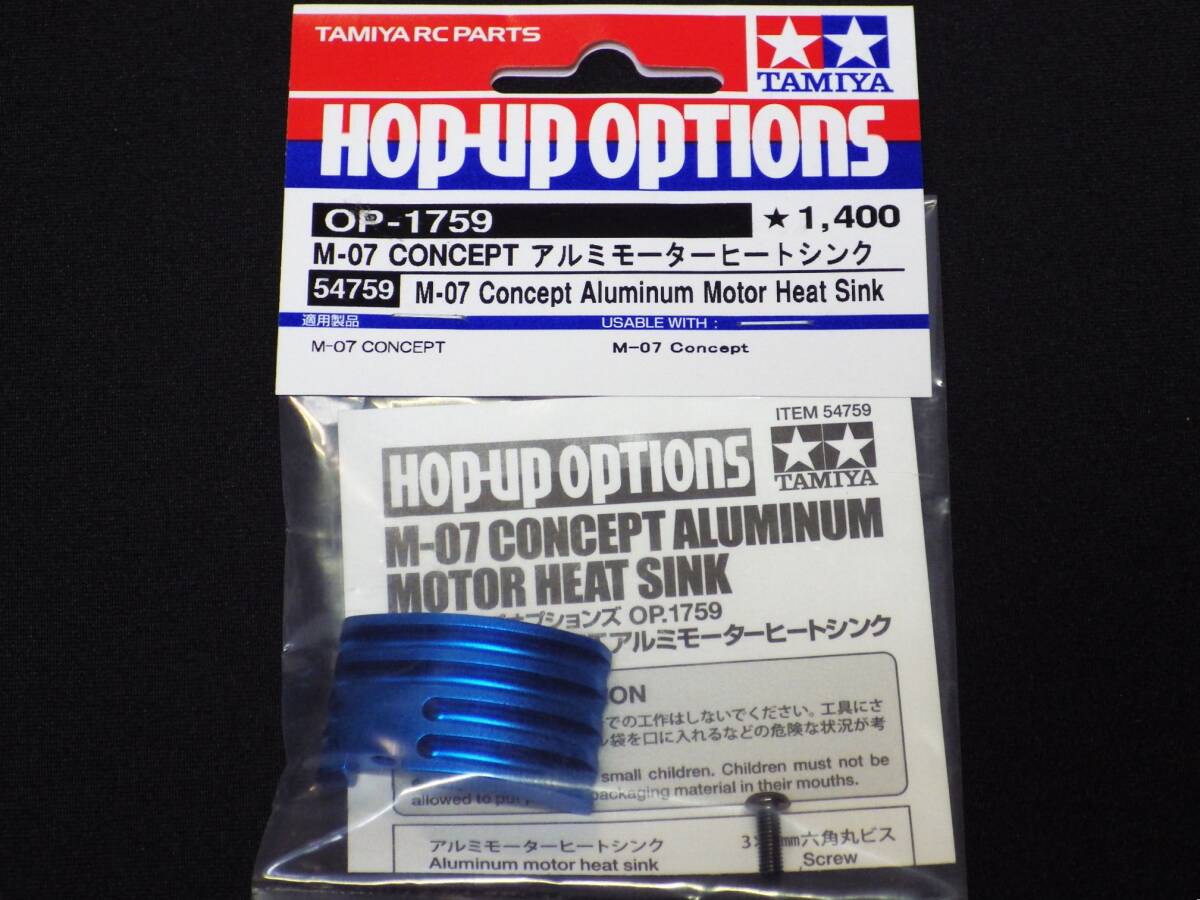 TAMIYA RC PARTS
TAMIYA
HOP-UP OPTIONS
OP-1759
★1,400
M-07 CONCEPT アルミモーターヒートシンク
54759 M-07 Concept Aluminum Motor Heat Sink
適用製品
USABLE WITH :
M-07 CONCEPT
M-07 Concept
ITEM 54759
HOP-UP OPTIONS
TAMIYA
M-07 CONCEPT ALUMINUM
MOTOR HEAT SINK
オプションズ OP.1759
アルミモーターヒートシンク
ON
での工作はしないでください。工具にさ
ル袋を口に入れるなどの危険な状況が考
small children. Children must not be
allowed to packaging material in their mouths.
アルミモーターヒートシンク
Aluminum motor heat sink
mm六角丸ビス
Screw